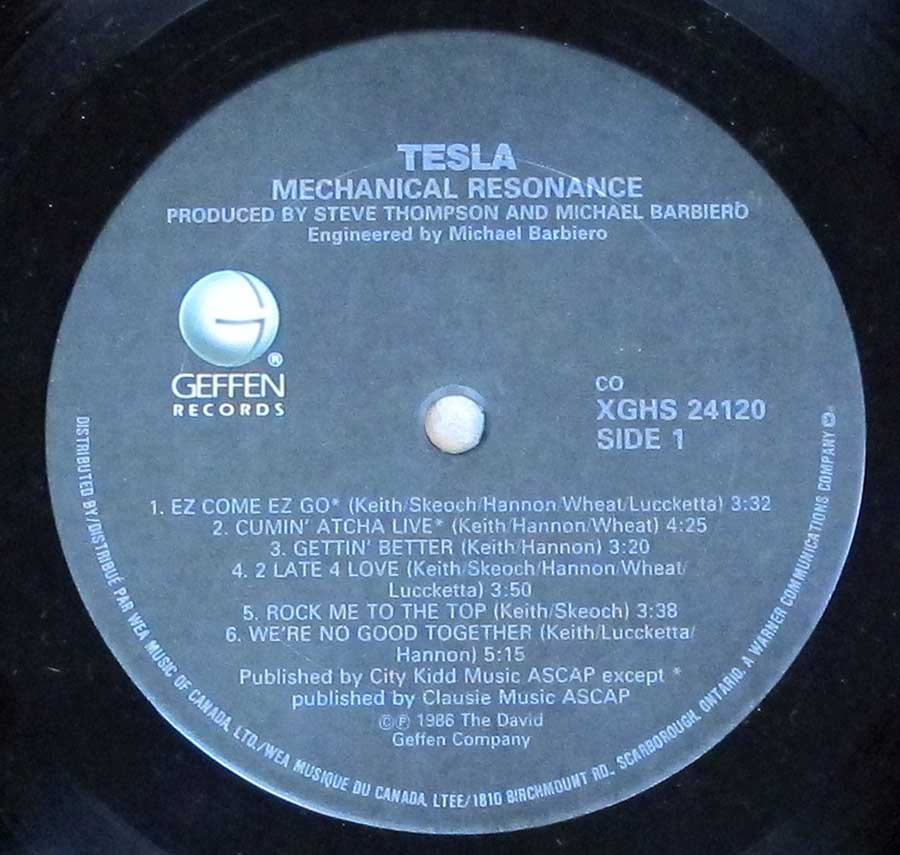 TESLA
MECHANICAL RESONANCE
PRODUCED BY STEVE THOMPSON AND MICHAEL BARBIERO
Engineered by Michael Barbiero
®
GEFFEN
RECORDS
CO
XGHS 24120
SIDE 1
1. EZ COME EZ GO* (Keith/Skeoch/Hannon/Wheat/Luccketta) 3:32
2. CUMIN' ATCHA LIVE* (Keith/Hannon/Wheat) 4:25
3. GETTIN' BETTER (Keith/Hannon) 3:20
4. 2 LATE 4 LOVE (Keith/Skeoch/Hannon/Wheat/
Luccketta) 3:50
5. ROCK ME TO THE TOP (Keith/Skeoch) 3:38
6. WE'RE NO GOOD TOGETHER (Keith/Luccketta/
Hannon) 5:15
Published by City Kidd Music ASCAP except *
published by Clausie Music ASCAP
©℗ 1986 The David
Geffen Company
DISTRIBUTED BY/DISTRIBUÉ PAR WEA MUSIC OF CANADA, LTD./WEA MUSIQUE DU CANADA, LTÉE/1810 BIRCHMOUNT RD., SCARBOROUGH, ONTARIO. A WARNER COMMUNICATIONS COMPANY